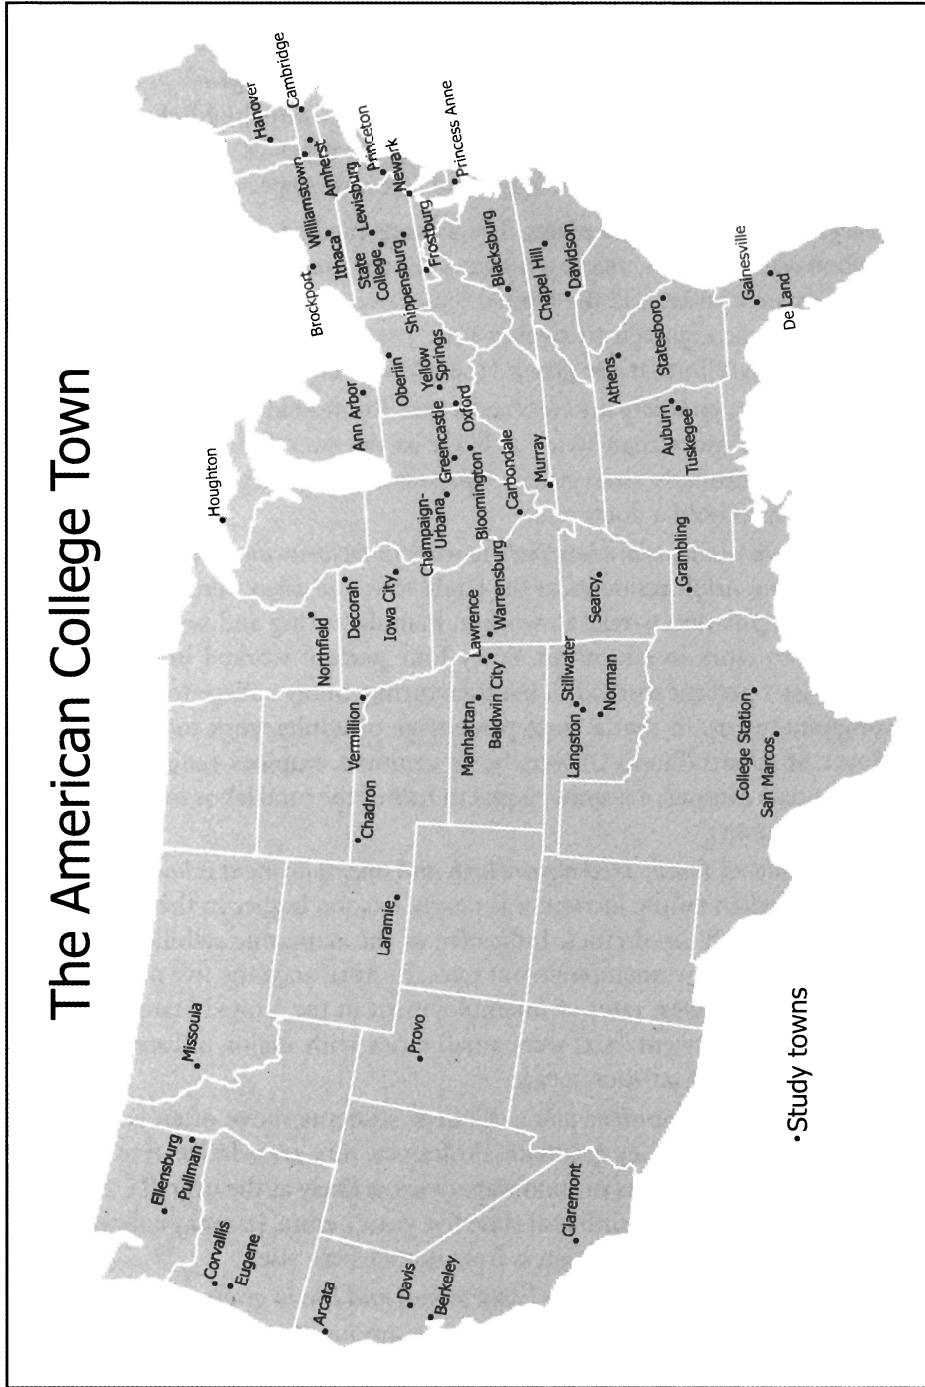 The American College Town
Ellensburg
Pullman
Corvallis
Eugene
Arcata
Davis
Berkeley
Claremont
Missoula
Provo
Laramie
Chadron
Vermillion
Manhattan
Lawrence
Baldwin City
Warrensburg
Langston
Stillwater
Norman
College Station
San Marcos
Northfield
Decorah
Iowa City
Houghton
Searcy
Grambling
Champaign-
Urbana
Bloomington
Greencastle
Carbondale
Murray
Ann Arbor
Oberlin
Yellow
Springs
Oxford
Athens
Auburn
Tuskegee
Statesboro
Gainesville
De Land
Brockport
Ithaca
Williamstown
Amherst
Hanover
Cambridge
State
College
Lewisburg
Shippensburg
Princeton
Newark
Frostburg
Princess Anne
Blacksburg
Chapel Hill
Davidson
Study towns